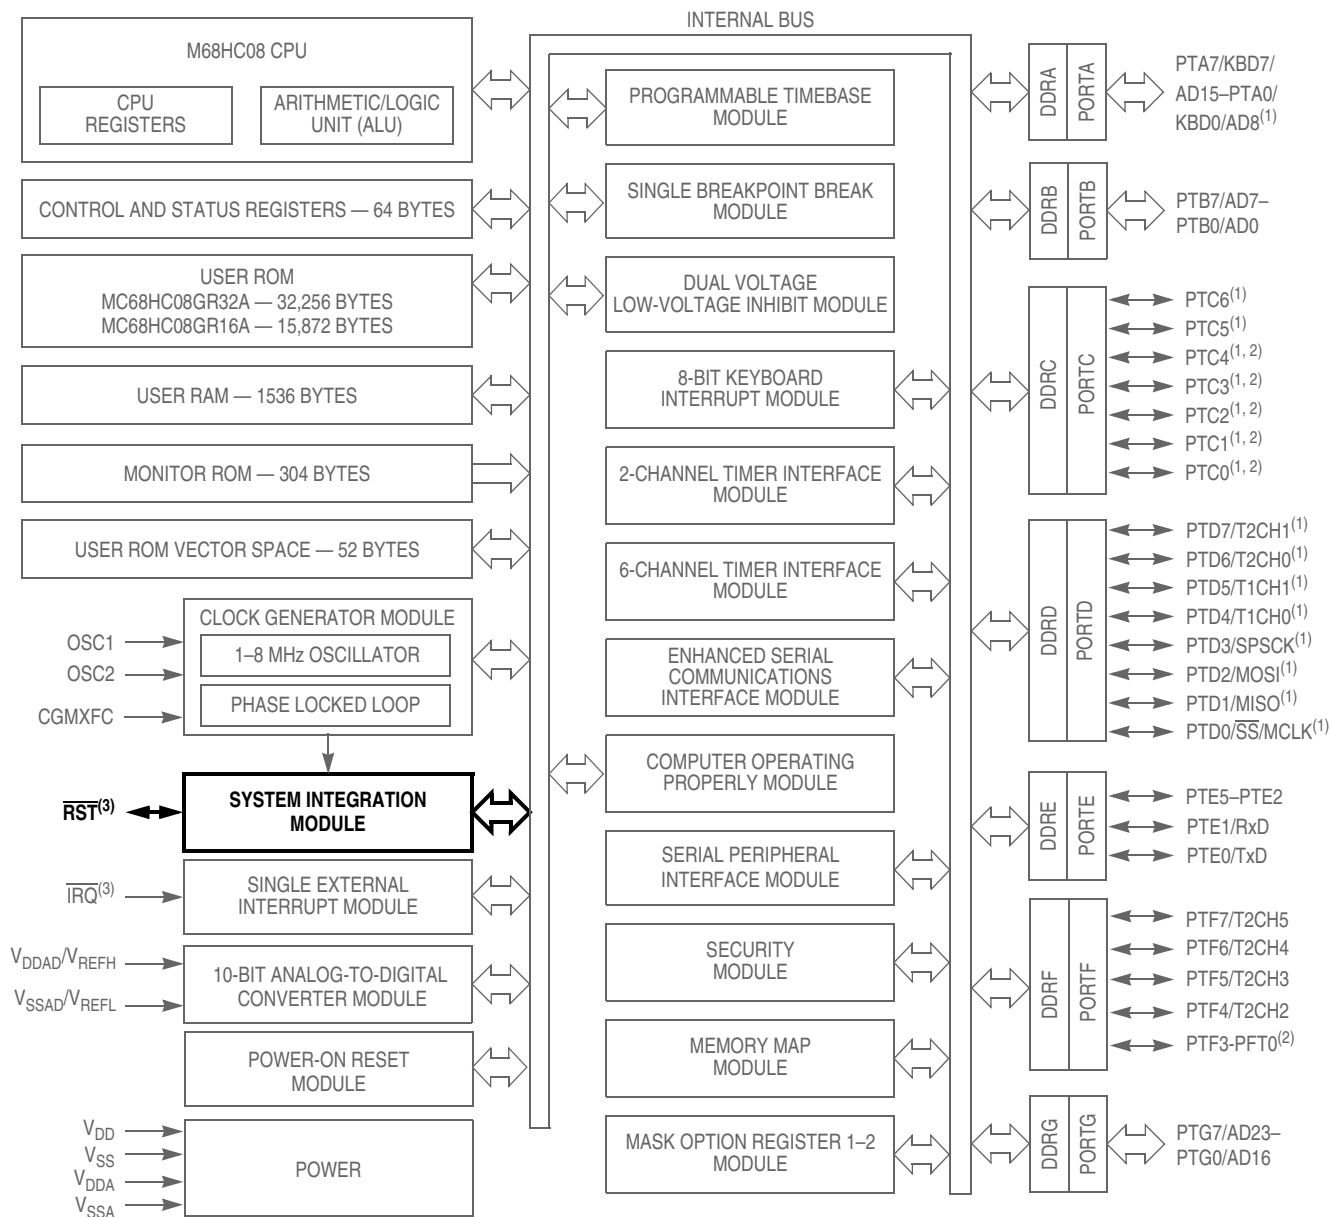 INTERNAL BUS
M68HC08 CPU
CPU
REGISTERS
ARITHMETIC/LOGIC
UNIT (ALU)
CONTROL AND STATUS REGISTERS — 64 BYTES
USER ROM
MC68HC08GR32A — 32,256 BYTES
MC68HC08GR16A — 15,872 BYTES
USER RAM — 1536 BYTES
MONITOR ROM — 304 BYTES
USER ROM VECTOR SPACE — 52 BYTES
CLOCK GENERATOR MODULE
1–8 MHz OSCILLATOR
PHASE LOCKED LOOP
OSC1
OSC2
CGMXFC
RST(3)
SYSTEM INTEGRATION
MODULE
IRQ(3)
SINGLE EXTERNAL
INTERRUPT MODULE
VDDAD/VREFH
VSSAD/VREFL
10-BIT ANALOG-TO-DIGITAL
CONVERTER MODULE
POWER-ON RESET
MODULE
VDD
VSS
VDDA
VSSA
POWER
PROGRAMMABLE TIMEBASE
MODULE
SINGLE BREAKPOINT BREAK
MODULE
DUAL VOLTAGE
LOW-VOLTAGE INHIBIT MODULE
8-BIT KEYBOARD
INTERRUPT MODULE
2-CHANNEL TIMER INTERFACE
MODULE
6-CHANNEL TIMER INTERFACE
MODULE
ENHANCED SERIAL
COMMUNICATIONS
INTERFACE MODULE
COMPUTER OPERATING
PROPERLY MODULE
SERIAL PERIPHERAL
INTERFACE MODULE
SECURITY
MODULE
MEMORY MAP
MODULE
MASK OPTION REGISTER 1–2
MODULE
DDRA
PORTA
PTA7/KBD7/
AD15–PTA0/
KBD0/AD8(1)
DDRB
PORTB
PTB7/AD7–
PTB0/AD0
DDRC
PORTC
PTC6(1)
PTC5(1)
PTC4(1, 2)
PTC3(1, 2)
PTC2(1, 2)
PTC1(1, 2)
PTC0(1, 2)
DDRD
PORTD
PTD7/T2CH1(1)
PTD6/T2CH0(1)
PTD5/T1CH1(1)
PTD4/T1CH0(1)
PTD3/SPSCK(1)
PTD2/MOSI(1)
PTD1/MISO(1)
PTD0/SS/MCLK(1)
DDRE
PORTE
PTE5–PTE2
PTE1/RxD
PTE0/TxD
DDRF
PORTF
PTF7/T2CH5
PTF6/T2CH4
PTF5/T2CH3
PTF4/T2CH2
PTF3-PFT0(2)
DDRG
PORTG
PTG7/AD23–
PTG0/AD16